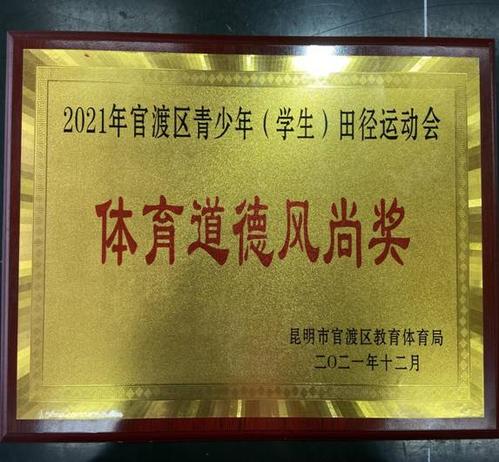 2021年官渡区青少年（学生）田径运动会
体育道德风尚奖
昆明市官渡区教育体育局
二〇二一年十二月